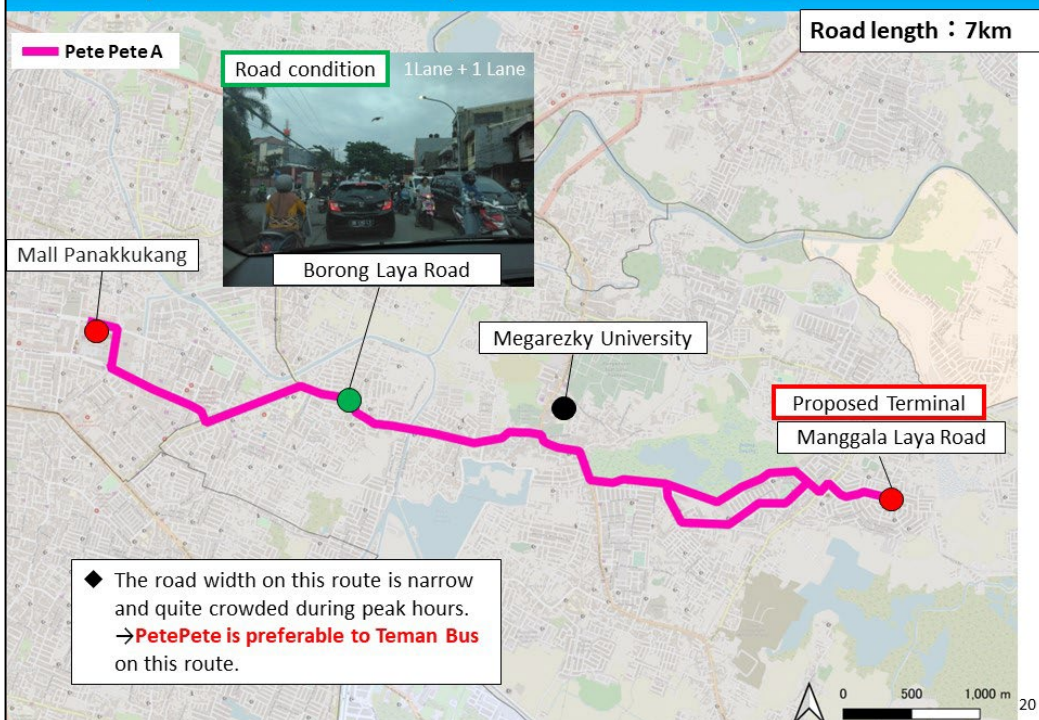 Road length：7km
Pete Pete A
Road condition
1Lane + 1 Lane
Mall Panakkukang
Borong Laya Road
Megarezky University
Proposed Terminal
Manggala Laya Road
◆ The road width on this route is narrow
and quite crowded during peak hours.
→PetePete is preferable to Teman Bus
on this route.
0 500 1,000 m
20